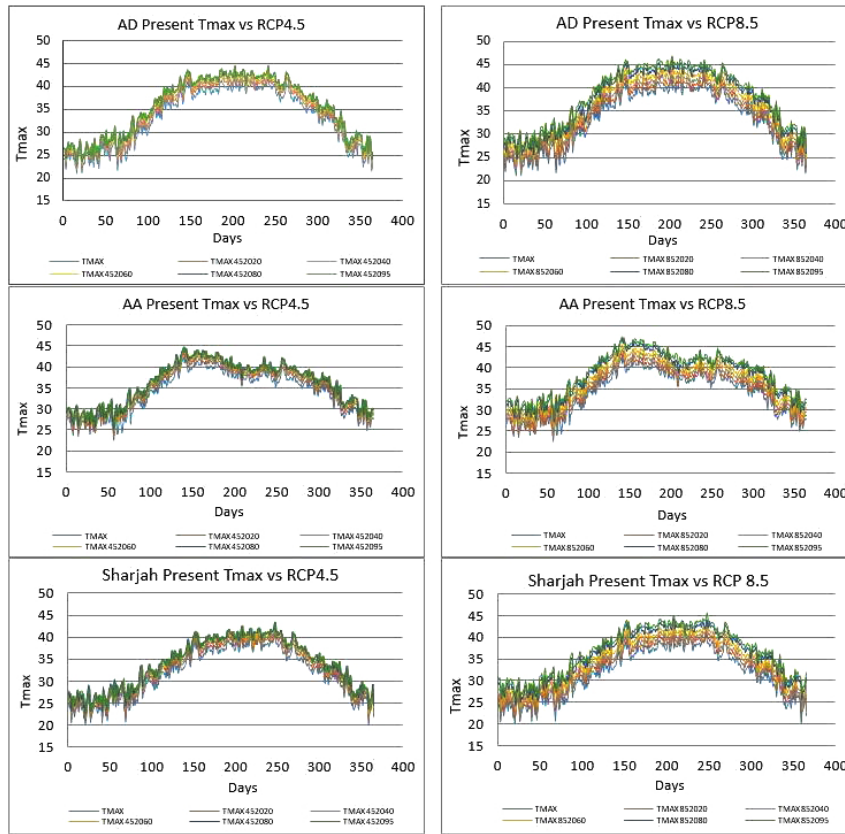 AD Present Tmax vs RCP4.5
50
45
40
35
30
25
20
15
Tmax
0 50 100 150 200 250 300 350 400
Days
TMAX TMAX452020 TMAX452040
TMAX452060 TMAX452080 TMAX452095
AD Present Tmax vs RCP8.5
50
45
40
35
30
25
20
15
Tmax
0 50 100 150 200 250 300 350 400
Days
TMAX TMAX852020 TMAX852040
TMAX852060 TMAX852080 TMAX852095
AA Present Tmax vs RCP4.5
50
45
40
35
30
25
20
15
Tmax
0 50 100 150 200 250 300 350 400
Days
TMAX TMAX452020 TMAX452040
TMAX452060 TMAX452080 TMAX452095
AA Present Tmax vs RCP8.5
50
45
40
35
30
25
20
15
Tmax
0 50 100 150 200 250 300 350 400
Days
TMAX TMAX852020 TMAX852040
TMAX852060 TMAX852080 TMAX852095
Sharjah Present Tmax vs RCP4.5
50
45
40
35
30
25
20
15
Tmax
0 50 100 150 200 250 300 350 400
Days
TMAX TMAX452020 TMAX452040
TMAX452060 TMAX452080 TMAX452095
Sharjah Present Tmax vs RCP 8.5
50
45
40
35
30
25
20
15
Tmax
0 50 100 150 200 250 300 350 400
Days
TMAX TMAX852020 TMAX852040
TMAX852060 TMAX852080 TMAX852095